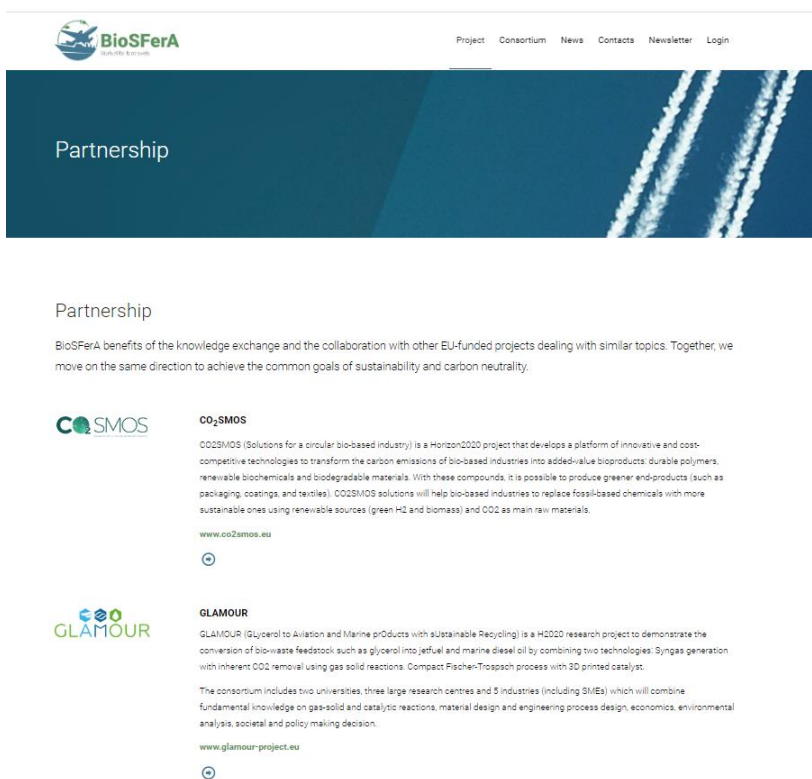 BioSFerA
Project Consortium News Contacts Newsletter Login
Partnership
Partnership
BioSFerA benefits of the knowledge exchange and the collaboration with other EU-funded projects dealing with similar topics. Together, we
move on the same direction to achieve the common goals of sustainability and carbon neutrality.
CO2 SMOS
CO₂SMOS
CO2SMOS (Solutions for a circular bio-based industry) is a Horizon2020 project that develops a platform of innovative and cost-
competitive technologies to transform the carbon emissions of bio-based industries into added-value bioproducts: durable polymers,
renewable biochemicals and biodegradable materials. With these compounds, it is possible to produce greener end-products (such as
packaging, coatings, and textiles). CO2SMOS solutions will help bio-based industries to replace fossil-based chemicals with more
sustainable ones using renewable sources (green H2 and biomass) and CO2 as main raw materials.
www.co2smos.eu
GLAMOUR
GLAMOUR
GLAMOUR (GLycerol to Aviation and Marine prOducts with sUstainable Recycling) is a H2020 research project to demonstrate the
conversion of bio-waste feedstock such as glycerol into jetfuel and marine diesel oil by combining two technologies: Syngas generation
with inherent CO2 removal using gas solid reactions. Compact Fischer-Trospsch process with 3D printed catalyst.
The consortium includes two universities, three large research centres and 5 industries (including SMEs) which will combine
fundamental knowledge on gas-solid and catalytic reactions, material design and engineering process design, economics, environmental
analysis, societal and policy making decision.
www.glamour-project.eu